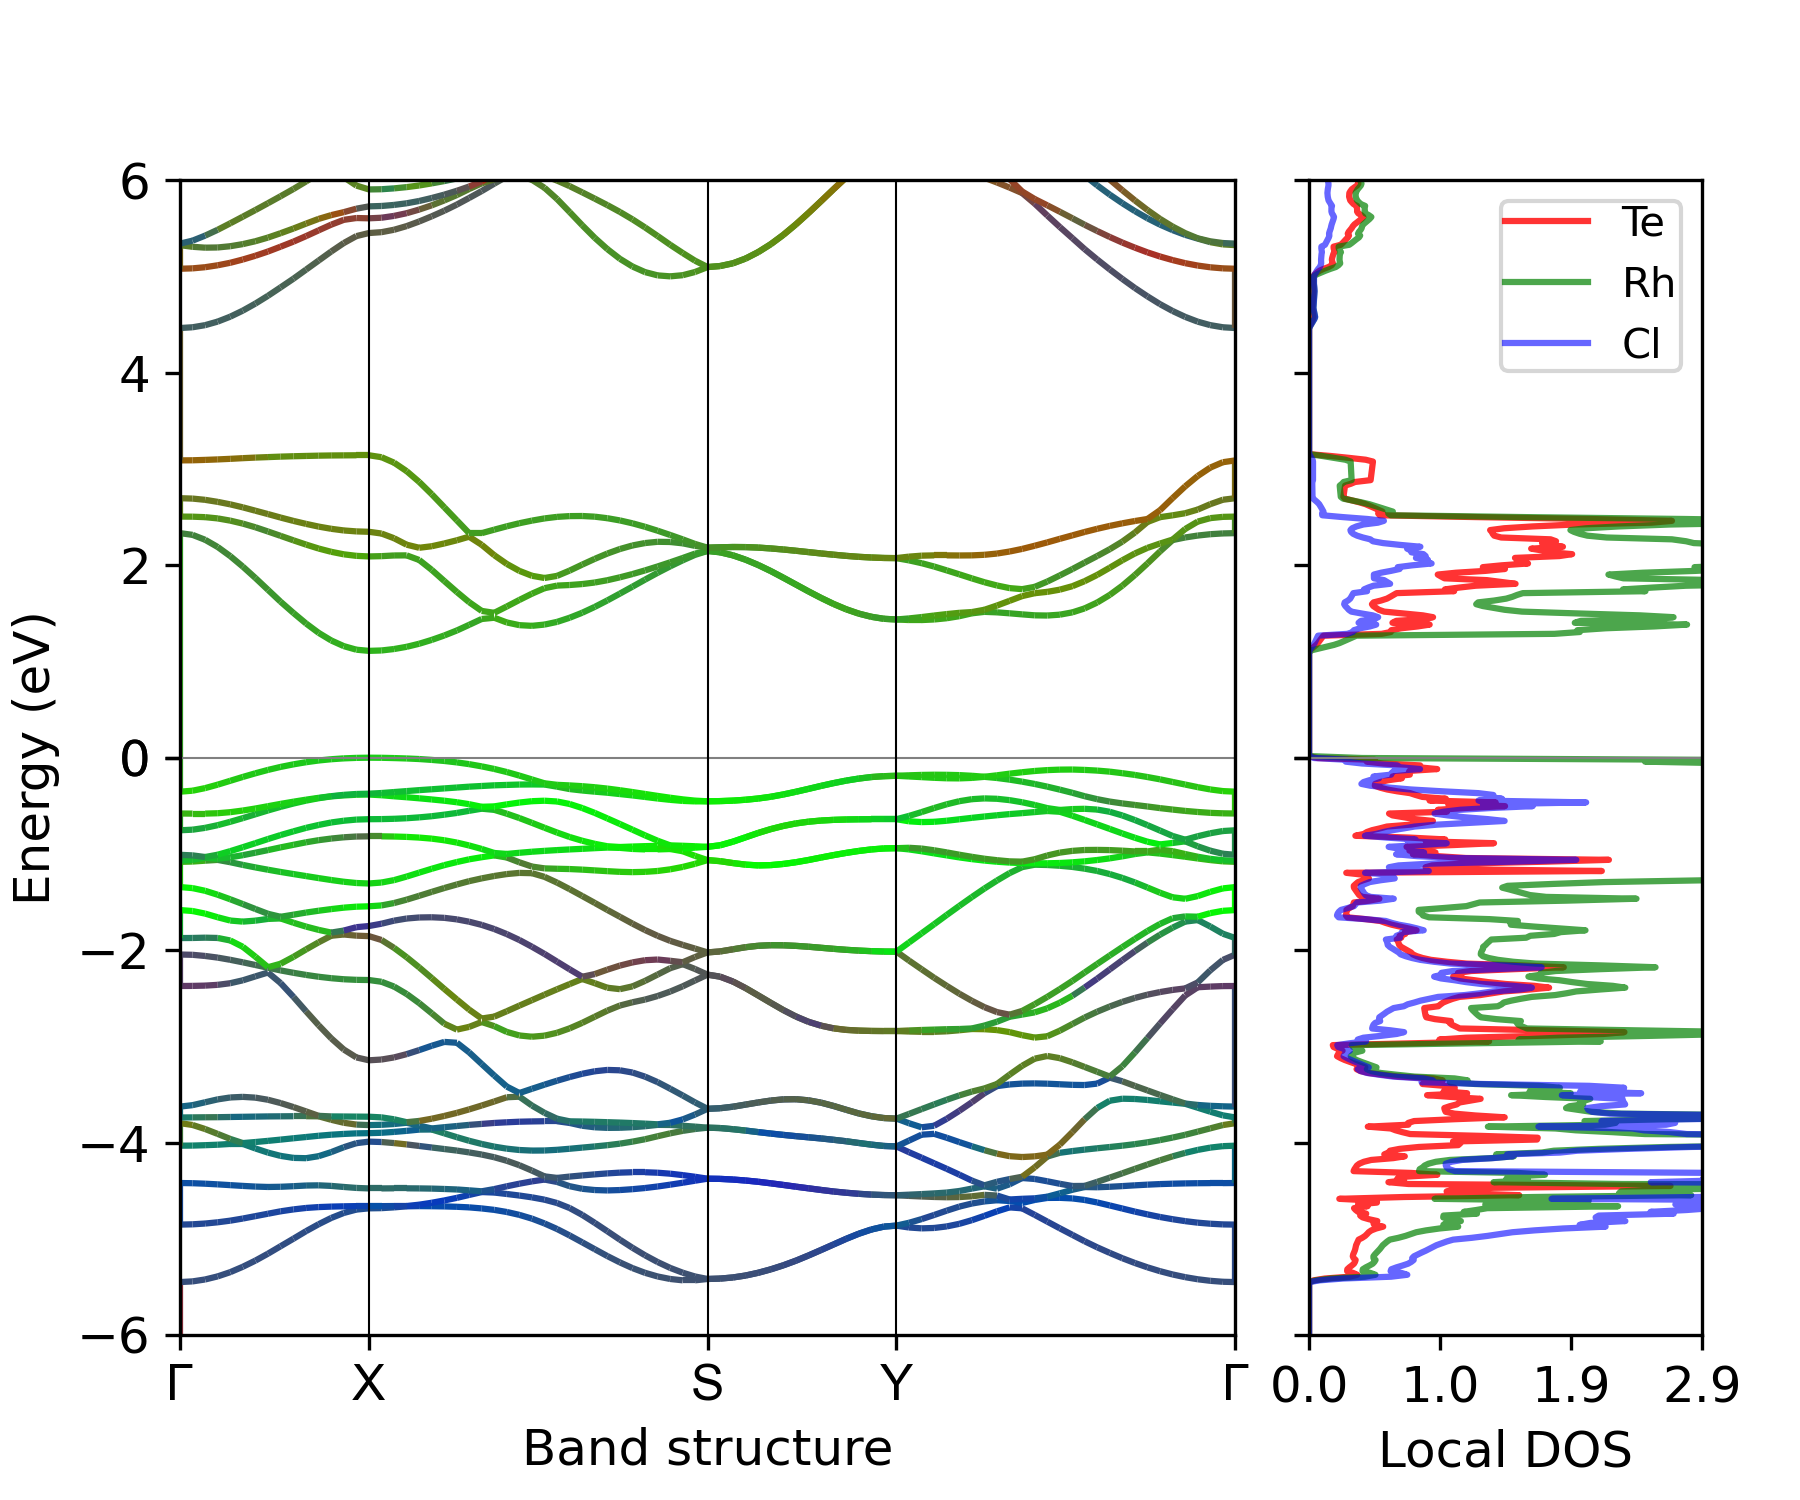 6
4
2
0
−2
−4
−6
Energy (eV)
Γ X S Y Γ
Band structure
Te
Rh
Cl
0.0 1.0 1.9 2.9
Local DOS